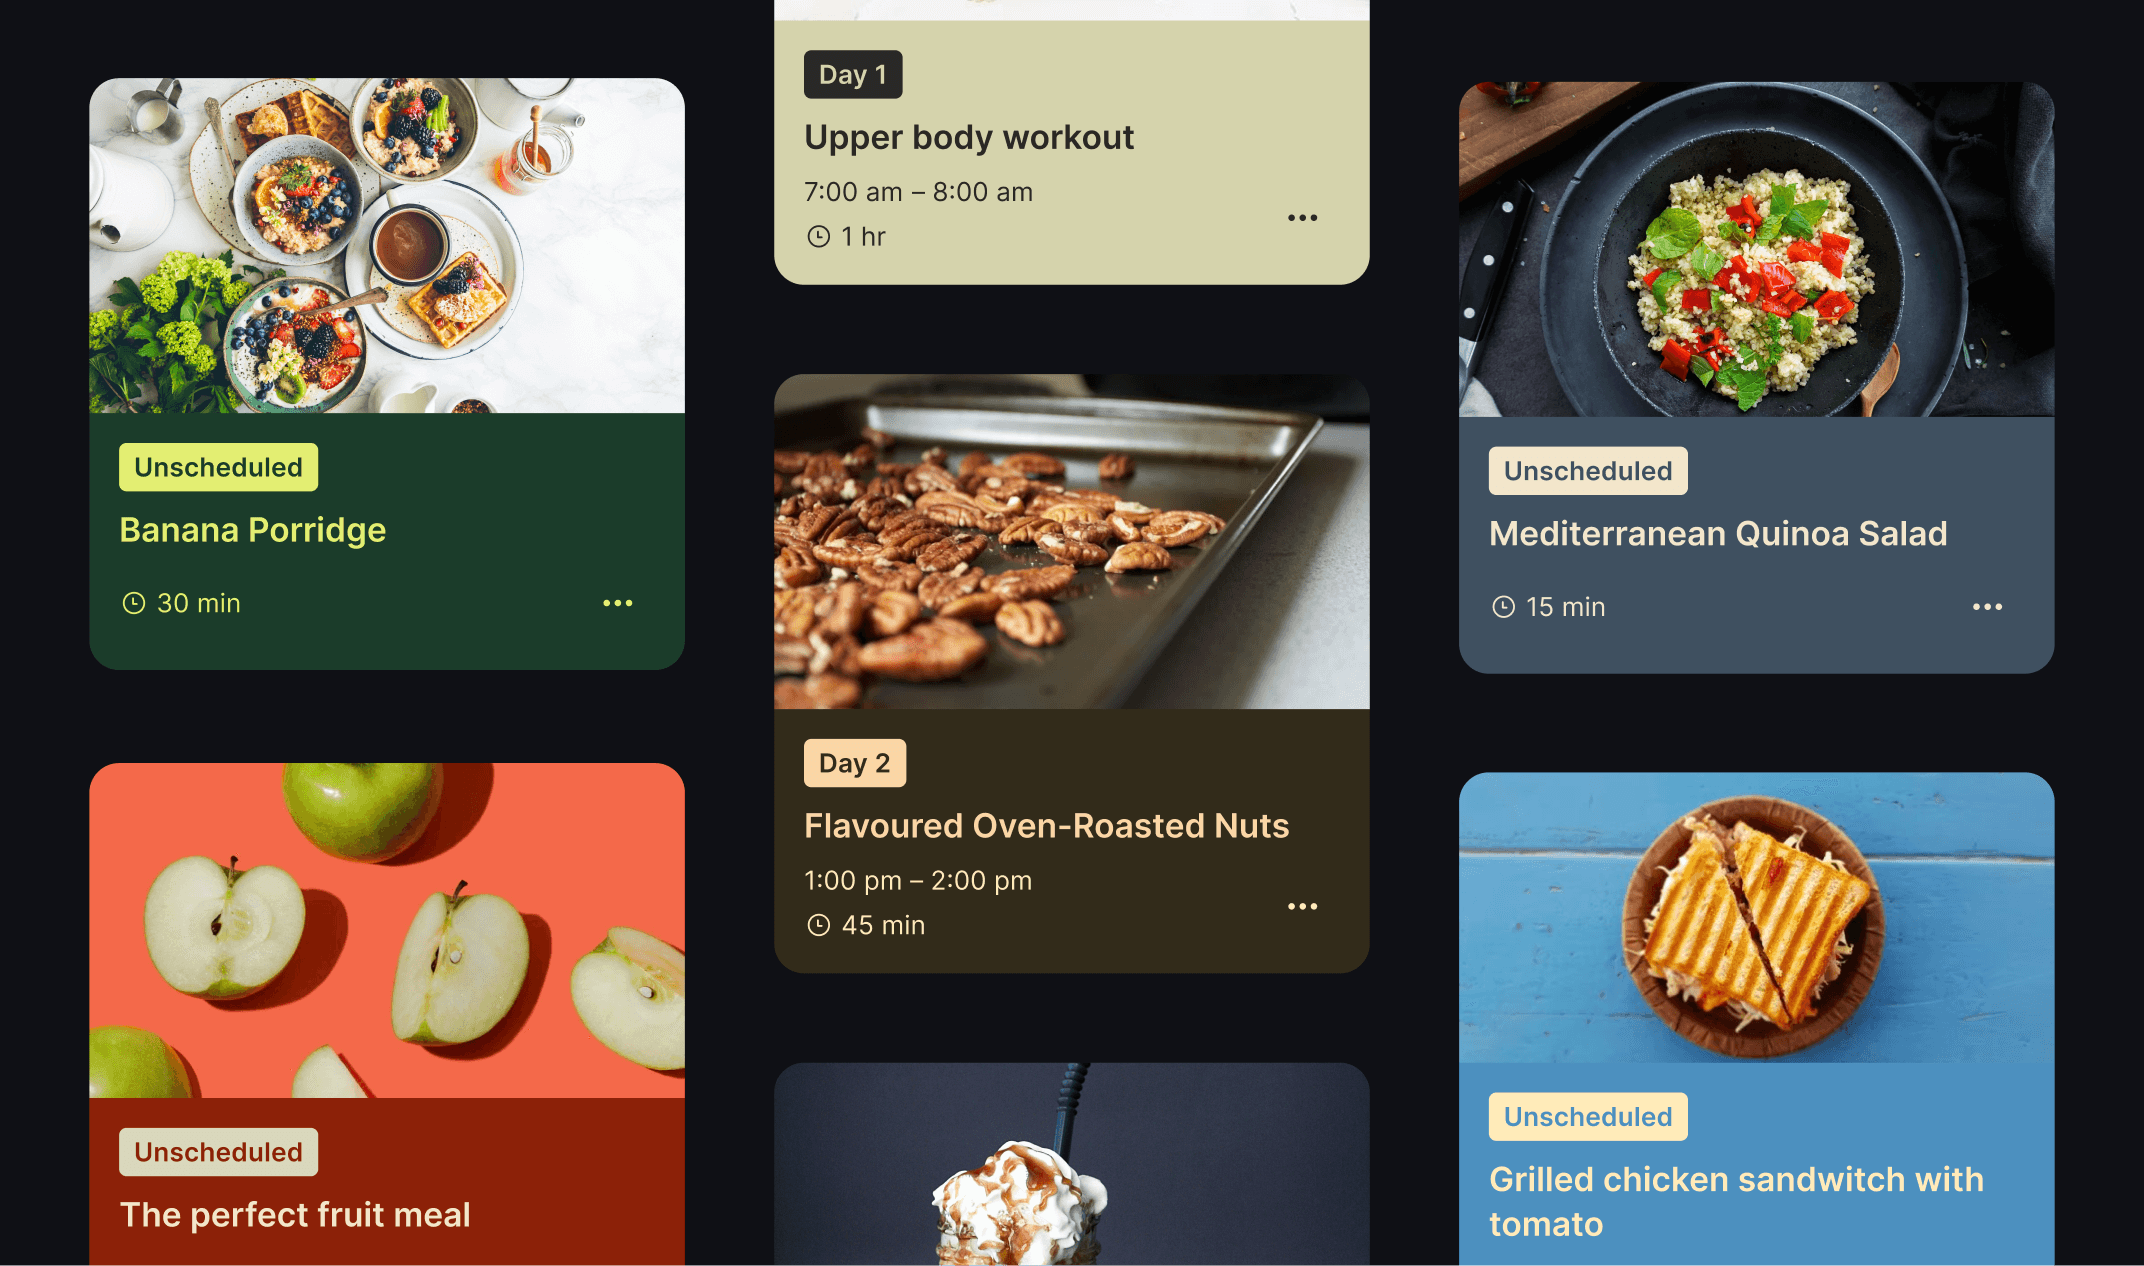 Unscheduled
Banana Porridge
30 min
Unscheduled
The perfect fruit meal
Day 1
Upper body workout
7:00 am – 8:00 am
1 hr
Day 2
Flavoured Oven-Roasted Nuts
1:00 pm – 2:00 pm
45 min
Unscheduled
Mediterranean Quinoa Salad
15 min
Unscheduled
Grilled chicken sandwitch with
tomato